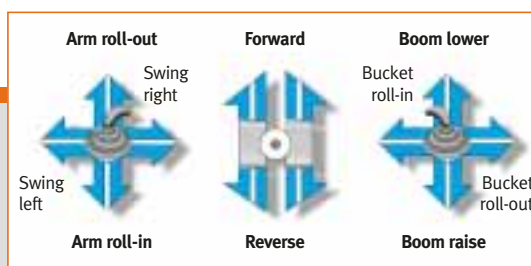 Arm roll-out
Swing
right
Swing
left
Arm roll-in
Forward
Reverse
Boom lower
Bucket
roll-in
Bucket
roll-out
Boom raise